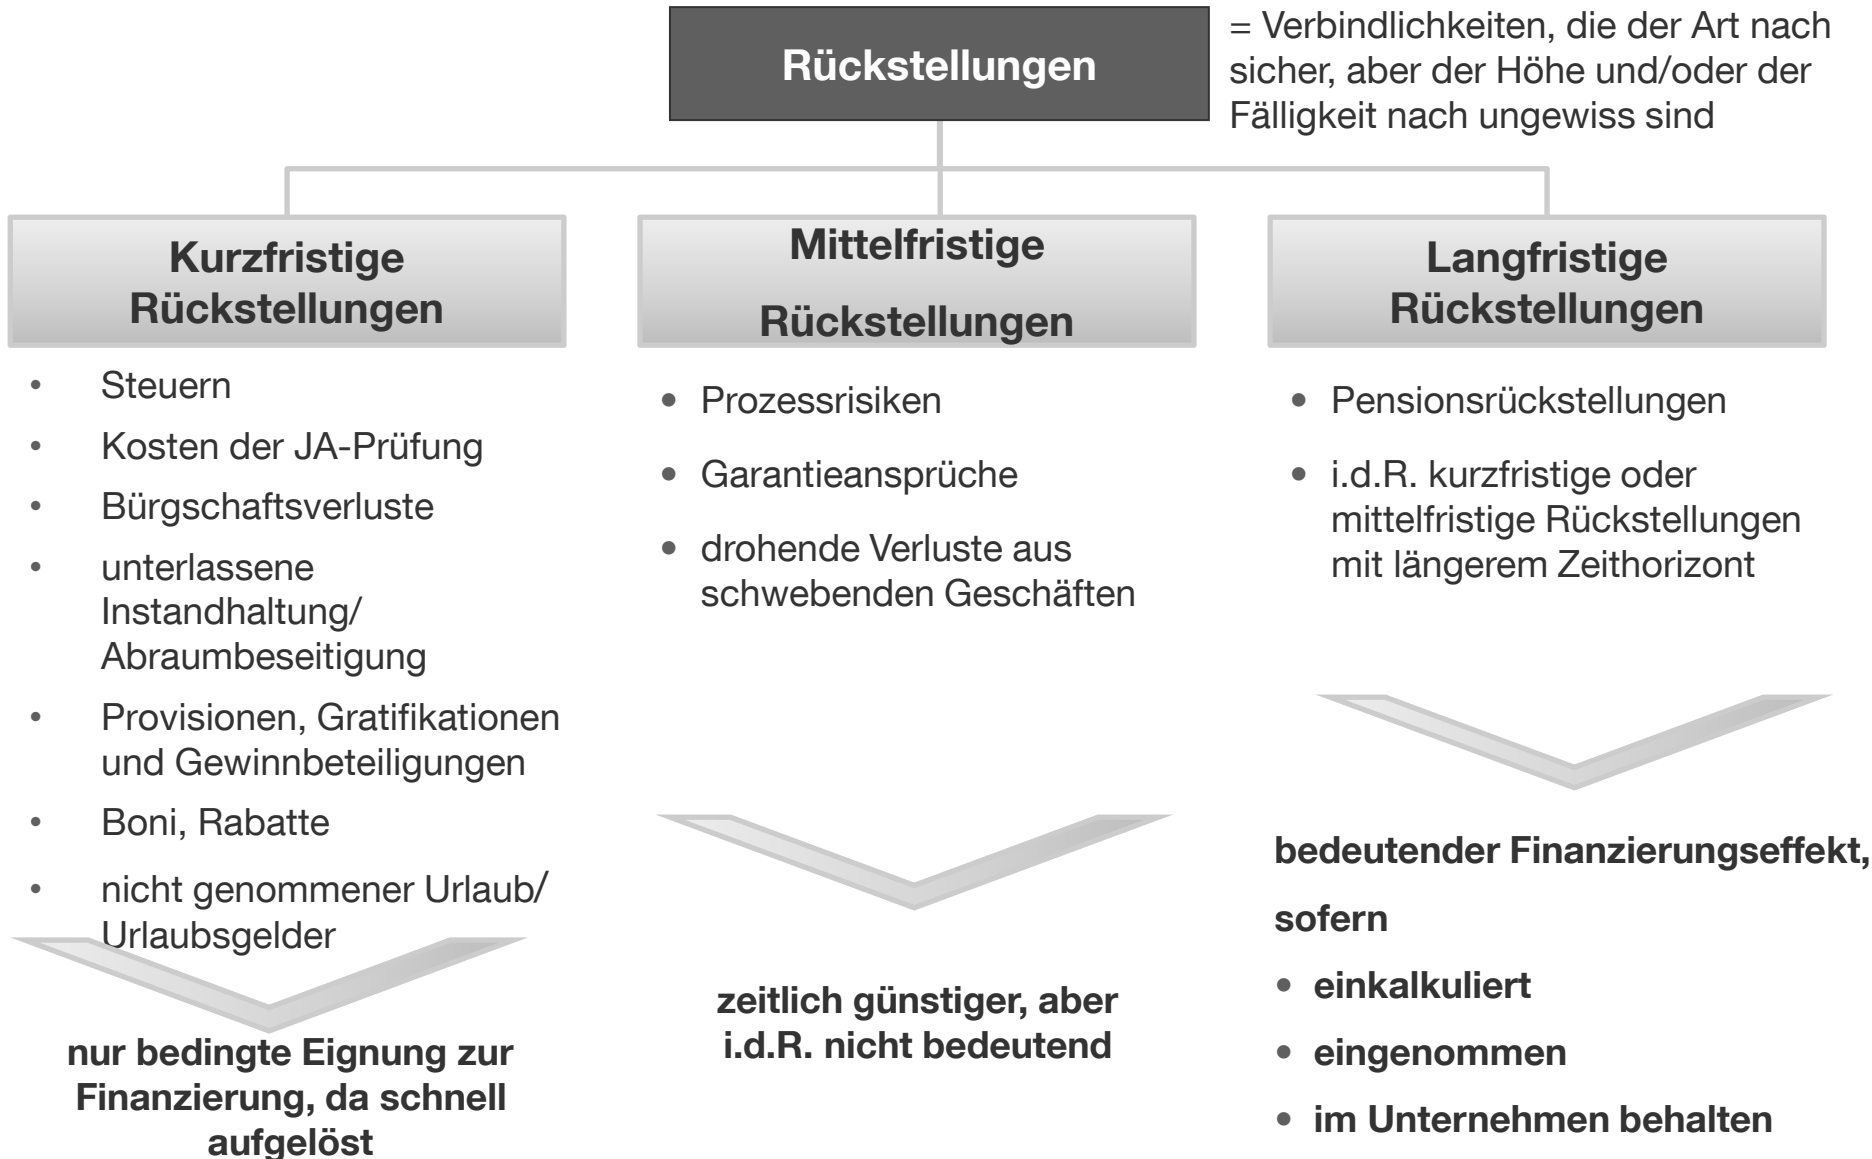 Rückstellungen
= Verbindlichkeiten, die der Art nach
sicher, aber der Höhe und/oder der
Fälligkeit nach ungewiss sind
Kurzfristige
Rückstellungen
• Steuern
• Kosten der JA-Prüfung
• Bürgschaftsverluste
• unterlassene
Instandhaltung/
Abraumbeseitigung
• Provisionen, Gratifikationen
und Gewinnbeteiligungen
• Boni, Rabatte
• nicht genommener Urlaub/
Urlaubsgelder
nur bedingte Eignung zur
Finanzierung, da schnell
aufgelöst
Mittelfristige
Rückstellungen
• Prozessrisiken
• Garantieansprüche
• drohende Verluste aus
schwebenden Geschäften
zeitlich günstiger, aber
i.d.R. nicht bedeutend
Langfristige
Rückstellungen
• Pensionsrückstellungen
• i.d.R. kurzfristige oder
mittelfristige Rückstellungen
mit längerem Zeithorizont
bedeutender Finanzierungseffekt,
sofern
• einkalkuliert
• eingenommen
• im Unternehmen behalten